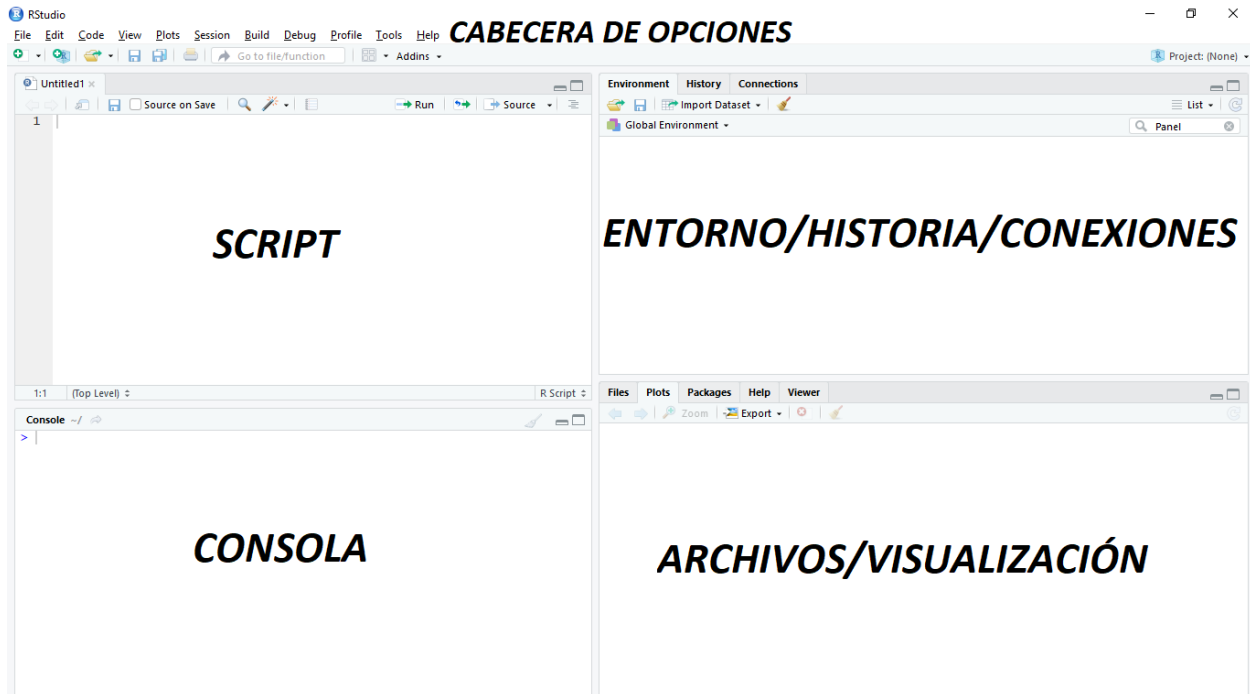 RStudio
File Edit Code View Plots Session Build Debug Profile Tools Help
CABECERA DE OPCIONES
Go to file/function Addins
Project: (None)
Untitled1
Source on Save Run Source
1
SCRIPT
1:1 (Top Level) R Script
Console ~/
>
CONSOLA
Environment History Connections
Import Dataset List
Global Environment Panel
ENTORNO/HISTORIA/CONEXIONES
Files Plots Packages Help Viewer
Zoom Export
ARCHIVOS/VISUALIZACIÓN